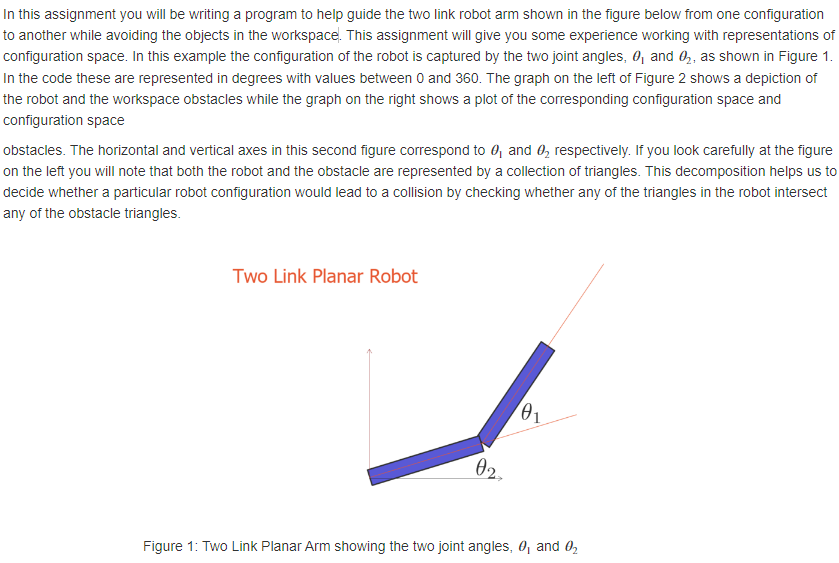 In this assignment you will be writing a program to help guide the two link robot arm shown in the figure below from one configuration
to another while avoiding the objects in the workspace. This assignment will give you some experience working with representations of
configuration space. In this example the configuration of the robot is captured by the two joint angles, θ₁ and θ₂, as shown in Figure 1.
In the code these are represented in degrees with values between 0 and 360. The graph on the left of Figure 2 shows a depiction of
the robot and the workspace obstacles while the graph on the right shows a plot of the corresponding configuration space and
configuration space
obstacles. The horizontal and vertical axes in this second figure correspond to θ₁ and θ₂ respectively. If you look carefully at the figure
on the left you will note that both the robot and the obstacle are represented by a collection of triangles. This decomposition helps us to
decide whether a particular robot configuration would lead to a collision by checking whether any of the triangles in the robot intersect
any of the obstacle triangles.
Two Link Planar Robot
θ₁
θ₂
Figure 1: Two Link Planar Arm showing the two joint angles, θ₁ and θ₂